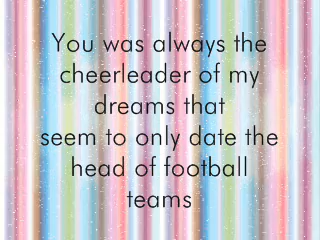 You was always the
cheerleader of my
dreams that
seem to only date the
head of football
teams